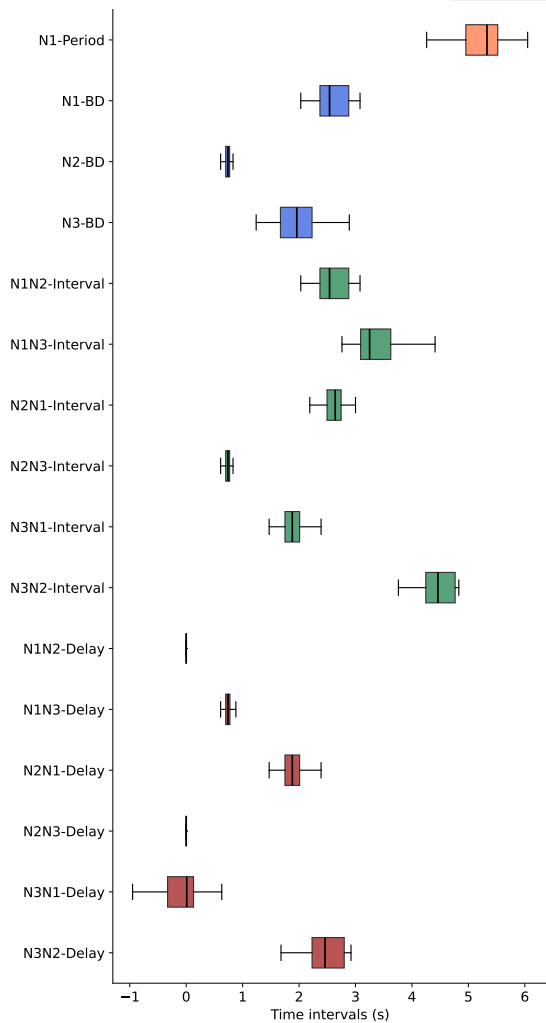 N1-Period
N1-BD
N2-BD
N3-BD
N1N2-Interval
N1N3-Interval
N2N1-Interval
N2N3-Interval
N3N1-Interval
N3N2-Interval
N1N2-Delay
N1N3-Delay
N2N1-Delay
N2N3-Delay
N3N1-Delay
N3N2-Delay
−1 0 1 2 3 4 5 6
Time intervals (s)